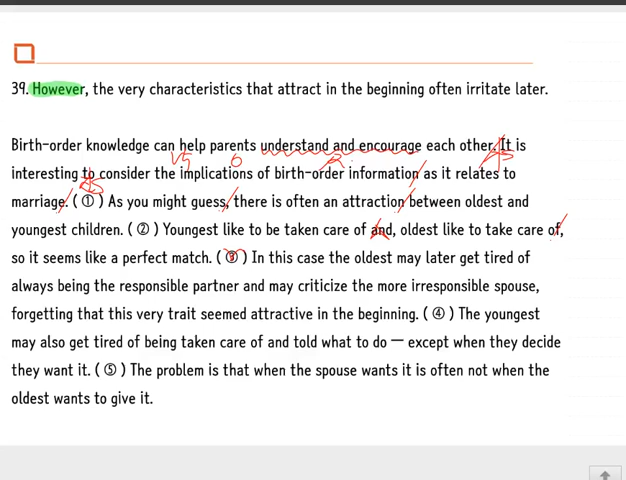 39. However, the very characteristics that attract in the beginning often irritate later.
Birth-order knowledge can help parents understand and encourage each other. It is
interesting to consider the implications of birth-order information as it relates to
marriage. ( ① ) As you might guess, there is often an attraction between oldest and
youngest children. ( ② ) Youngest like to be taken care of and, oldest like to take care of,
so it seems like a perfect match. ( ③ ) In this case the oldest may later get tired of
always being the responsible partner and may criticize the more irresponsible spouse,
forgetting that this very trait seemed attractive in the beginning. ( ④ ) The youngest
may also get tired of being taken care of and told what to do — except when they decide
they want it. ( ⑤ ) The problem is that when the spouse wants it is often not when the
oldest wants to give it.